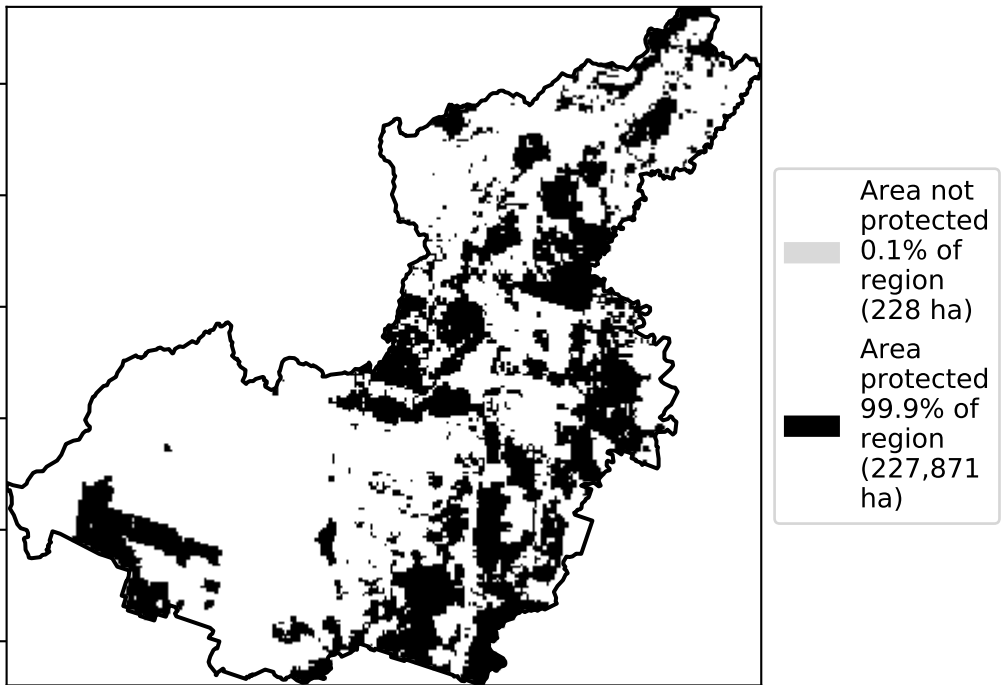 Area not
protected
0.1% of
region
(228 ha)
Area
protected
99.9% of
region
(227,871
ha)